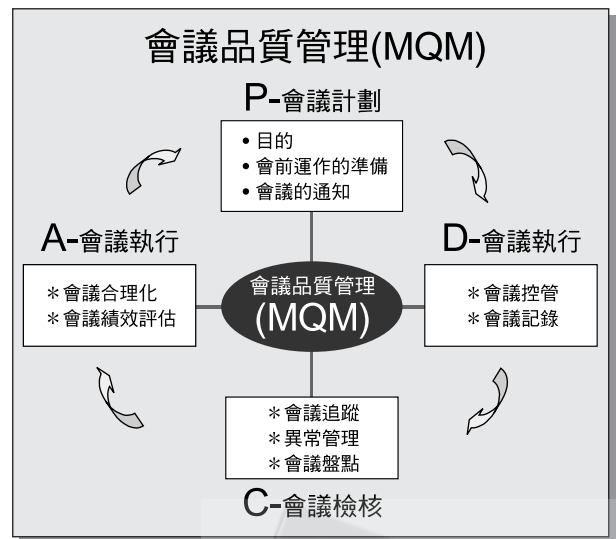 會議品質管理(MQM)
P-會議計劃
•目的
•會前運作的準備
•會議的通知
A-會議執行
＊會議合理化
＊會議績效評估
會議品質管理
(MQM)
D-會議執行
＊會議控管
＊會議記錄
＊會議追蹤
＊異常管理
＊會議盤點
C-會議檢核